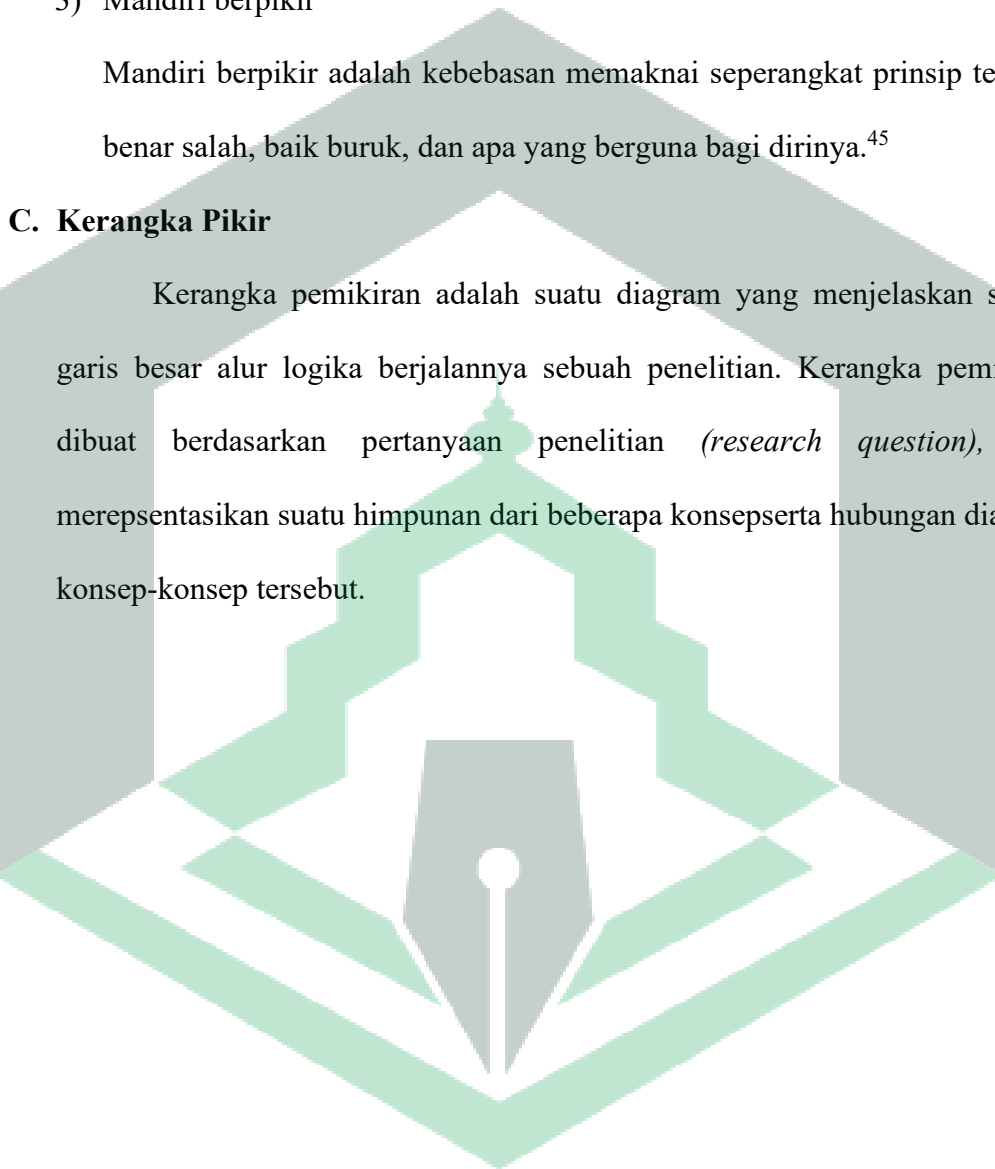 3) Mandiri berpikir
Mandiri berpikir adalah kebebasan memaknai seperangkat prinsip te
benar salah, baik buruk, dan apa yang berguna bagi dirinya.45
C. Kerangka Pikir
Kerangka pemikiran adalah suatu diagram yang menjelaskan s
garis besar alur logika berjalannya sebuah penelitian. Kerangka pemi
dibuat berdasarkan pertanyaan penelitian (research question),
merepsentasikan suatu himpunan dari beberapa konsepserta hubungan dia
konsep-konsep tersebut.